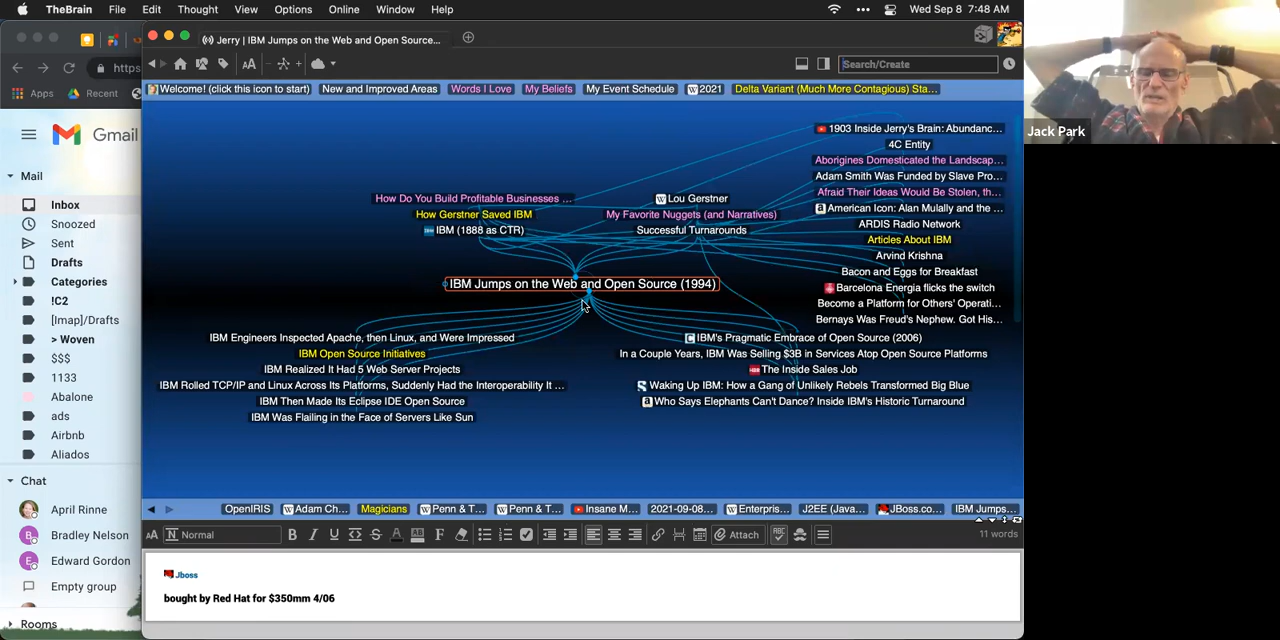 TheBrain File Edit Thought View Options Online Window Help Wed Sep 8 7:48 AM
Jerry | IBM Jumps on the Web and Open Source...
https
Apps Recent
Search/Create
Welcome! (click this icon to start) New and Improved Areas Words I Love My Beliefs My Event Schedule 2021 Delta Variant (Much More Contagious) Sta...
Gmail
Mail
Inbox
Snoozed
Sent
Drafts
Categories
!C2
[Imap]/Drafts
> Woven
$$$
1133
Abalone
ads
Airbnb
Aliados
Chat
April Rinne
Bradley Nelson
Edward Gordon
Empty group
Rooms
How Do You Build Profitable Businesses ...
How Gerstner Saved IBM
IBM (1888 as CTR)
Lou Gerstner
My Favorite Nuggets (and Narratives)
Successful Turnarounds
1903 Inside Jerry's Brain: Abundanc...
4C Entity
Aborigines Domesticated the Landscap...
Adam Smith Was Funded by Slave Pro...
Afraid Their Ideas Would Be Stolen, th...
American Icon: Alan Mulally and the ...
ARDIS Radio Network
Articles About IBM
Arvind Krishna
Bacon and Eggs for Breakfast
Barcelona Energia flicks the switch
Become a Platform for Others' Operati...
Bernays Was Freud's Nephew. Got His...
IBM Jumps on the Web and Open Source (1994)
IBM Engineers Inspected Apache, then Linux, and Were Impressed
IBM Open Source Initiatives
IBM Realized It Had 5 Web Server Projects
IBM Rolled TCP/IP and Linux Across Its Platforms, Suddenly Had the Interoperability It ...
IBM Then Made Its Eclipse IDE Open Source
IBM Was Flailing in the Face of Servers Like Sun
IBM's Pragmatic Embrace of Open Source (2006)
In a Couple Years, IBM Was Selling $3B in Services Atop Open Source Platforms
The Inside Sales Job
Waking Up IBM: How a Gang of Unlikely Rebels Transformed Big Blue
Who Says Elephants Can't Dance? Inside IBM's Historic Turnaround
OpenIRIS Adam Ch... Magicians Penn & T... Penn & T... Insane M... 2021-09-08... Enterpris... J2EE (Java... JBoss.co... IBM Jumps...
Normal B I U S A F Attach 11 words
Jboss
bought by Red Hat for $350mm 4/06
Jack Park